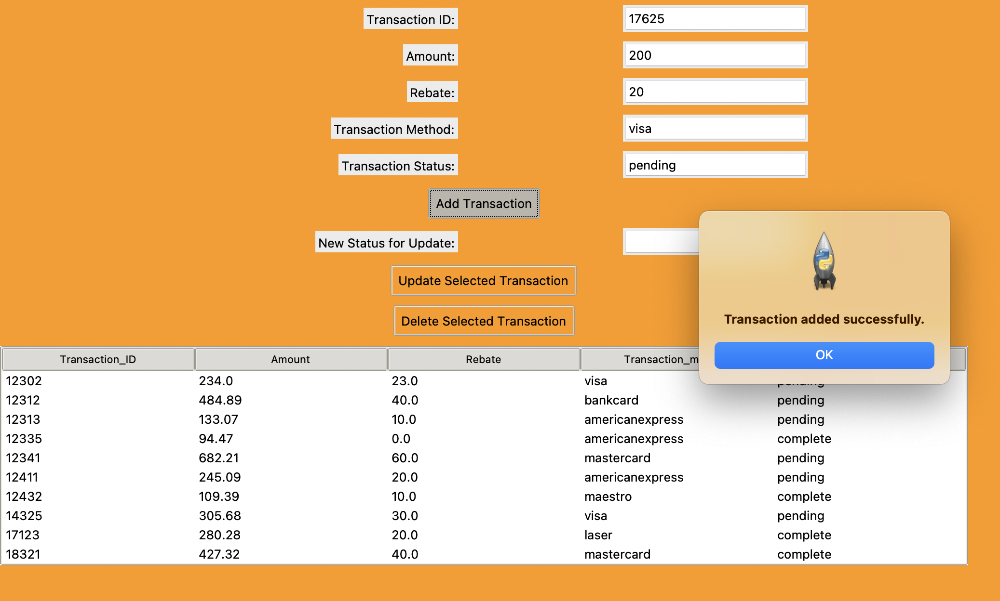 Transaction ID: 17625
Amount: 200
Rebate: 20
Transaction Method: visa
Transaction Status: pending
Add Transaction
New Status for Update:
Update Selected Transaction
Delete Selected Transaction
Transaction added successfully.
OK
Transaction_ID Amount Rebate
12302 234.0 23.0 visa
12312 484.89 40.0 bankcard pending
12313 133.07 10.0 americanexpress pending
12335 94.47 0.0 americanexpress complete
12341 682.21 60.0 mastercard pending
12411 245.09 20.0 americanexpress pending
12432 109.39 10.0 maestro complete
14325 305.68 30.0 visa pending
17123 280.28 20.0 laser complete
18321 427.32 40.0 mastercard complete